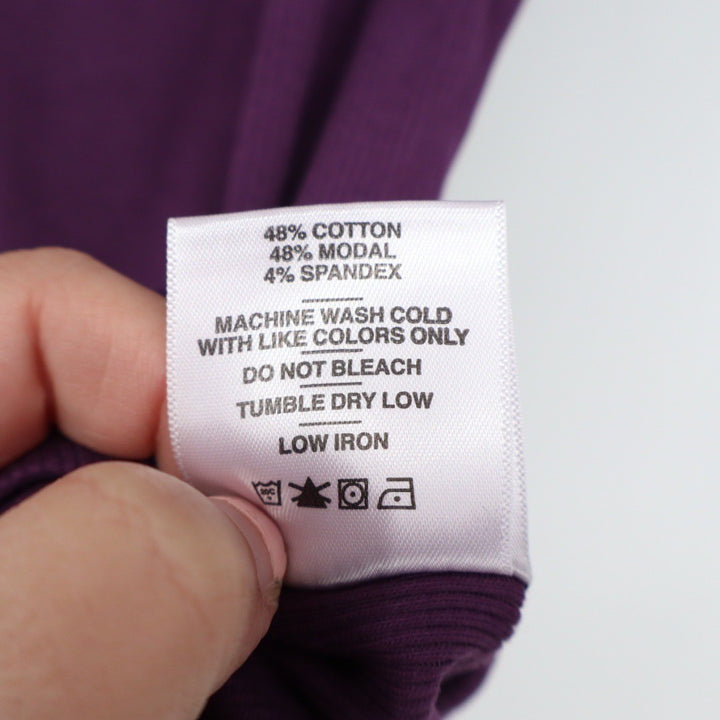 48% COTTON
48% MODAL
4% SPANDEX
MACHINE WASH COLD
WITH LIKE COLORS ONLY
DO NOT BLEACH
TUMBLE DRY LOW
LOW IRON